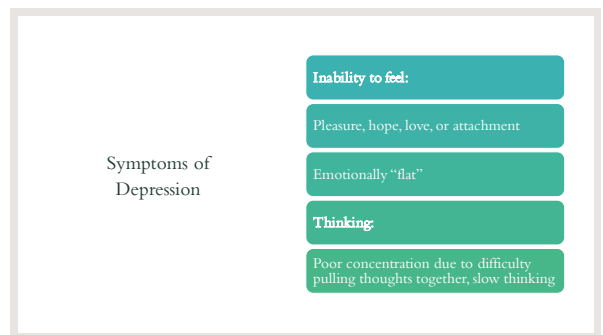 Symptoms of
Depression
Inability to feel:
Pleasure, hope, love, or attachment
Emotionally “flat”
Thinking:
Poor concentration due to difficulty
pulling thoughts together, slow thinking